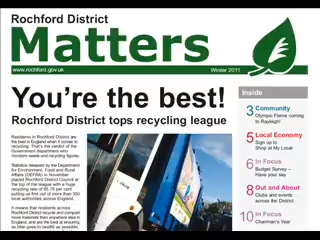 Rochford District
Matters
www.rochford.gov.uk
Winter 2011
You're the best!
Rochford District tops recycling league
Residents in Rochford District are
the best in England when it comes to
recycling. That's the verdict of the
Government department who
monitors waste and recycling figures.
Statistics released by the Department
for Environment, Food and Rural
Affairs (DEFRA) in November
placed Rochford District Council at
the top of the league with a huge
recycling rate of 65.79 per cent
putting us first out of more than 350
local authorities across England.
It means that residents across
Rochford District recycle and compost
more materials than anywhere else in
England, and are the best at ensuring
as little goes to landfill as possible.
Inside
3 Community
Olympic Flame coming
to Rayleigh!
5 Local Economy
Sign up to
Shop at My Local
6 In Focus
Budget Survey –
Have your say
8 Out and About
Clubs and events
across the District
10 In Focus
Chairman's Year